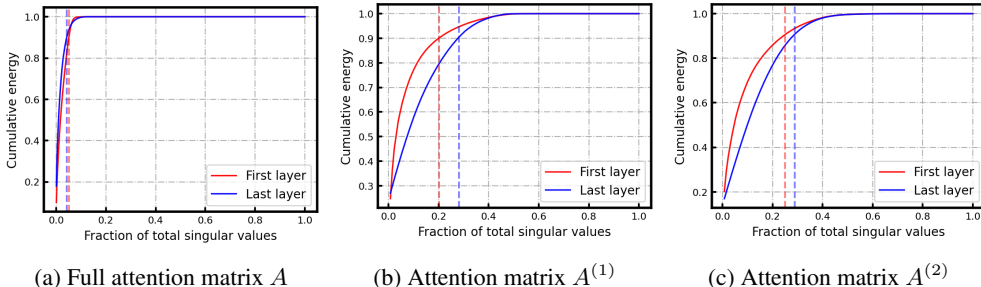 1.0
0.8
0.6
0.4
0.2
0.0 0.2 0.4 0.6 0.8 1.0
Cumulative energy
Fraction of total singular values
First layer
Last layer
(a) Full attention matrix A
1.0
0.9
0.8
0.7
0.6
0.5
0.4
0.3
0.0 0.2 0.4 0.6 0.8 1.0
Cumulative energy
Fraction of total singular values
First layer
Last layer
(b) Attention matrix A^{(1)}
1.0
0.8
0.6
0.4
0.2
0.0 0.2 0.4 0.6 0.8 1.0
Cumulative energy
Fraction of total singular values
First layer
Last layer
(c) Attention matrix A^{(2)}